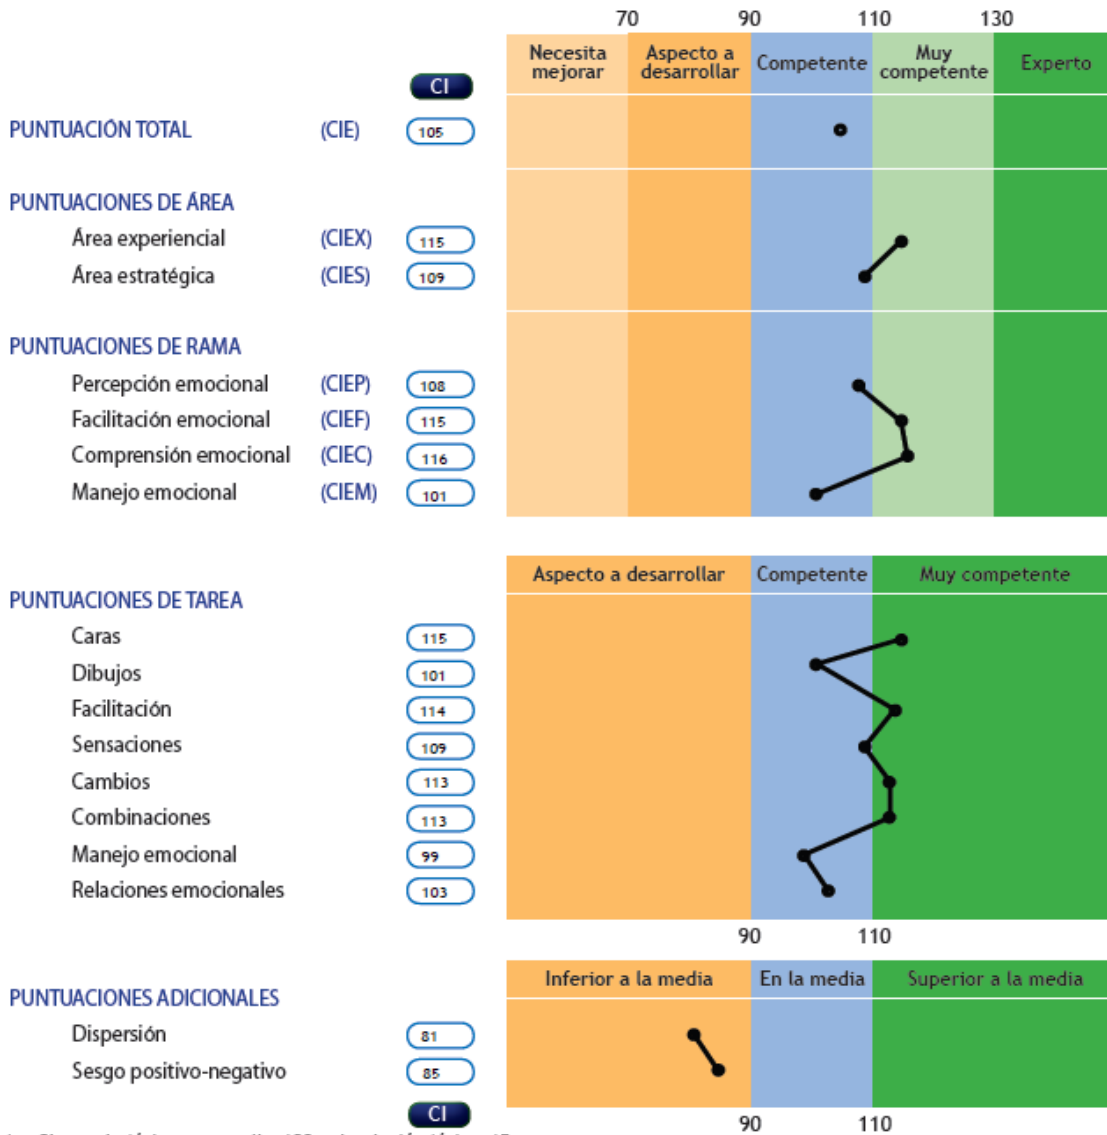 70 90 110 130
Necesita mejorar
Aspecto a desarrollar
Competente
Muy competente
Experto
CI
PUNTUACIÓN TOTAL (CIE) 105
PUNTUACIONES DE ÁREA
Área experiencial (CIEX) 115
Área estratégica (CIES) 109
PUNTUACIONES DE RAMA
Percepción emocional (CIEP) 108
Facilitación emocional (CIEF) 115
Comprensión emocional (CIEC) 116
Manejo emocional (CIEM) 101
Aspecto a desarrollar Competente Muy competente
PUNTUACIONES DE TAREA
Caras 115
Dibujos 101
Facilitación 114
Sensaciones 109
Cambios 113
Combinaciones 113
Manejo emocional 99
Relaciones emocionales 103
90 110
Inferior a la media En la media Superior a la media
PUNTUACIONES ADICIONALES
Dispersión 81
Sesgo positivo-negativo 85
CI
90 110